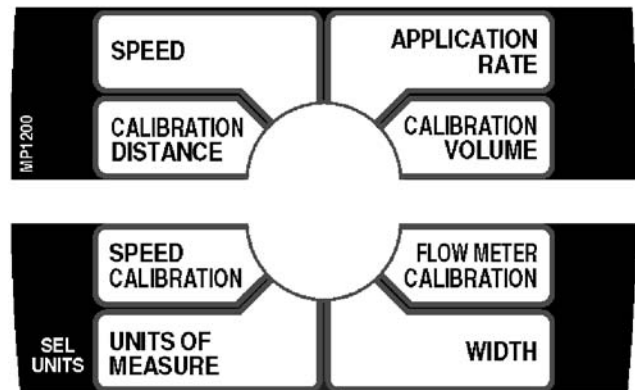 SPEED
APPLICATION
RATE
MP1200
CALIBRATION
DISTANCE
CALIBRATION
VOLUME
SPEED
CALIBRATION
FLOW METER
CALIBRATION
SEL
UNITS
UNITS OF
MEASURE
WIDTH